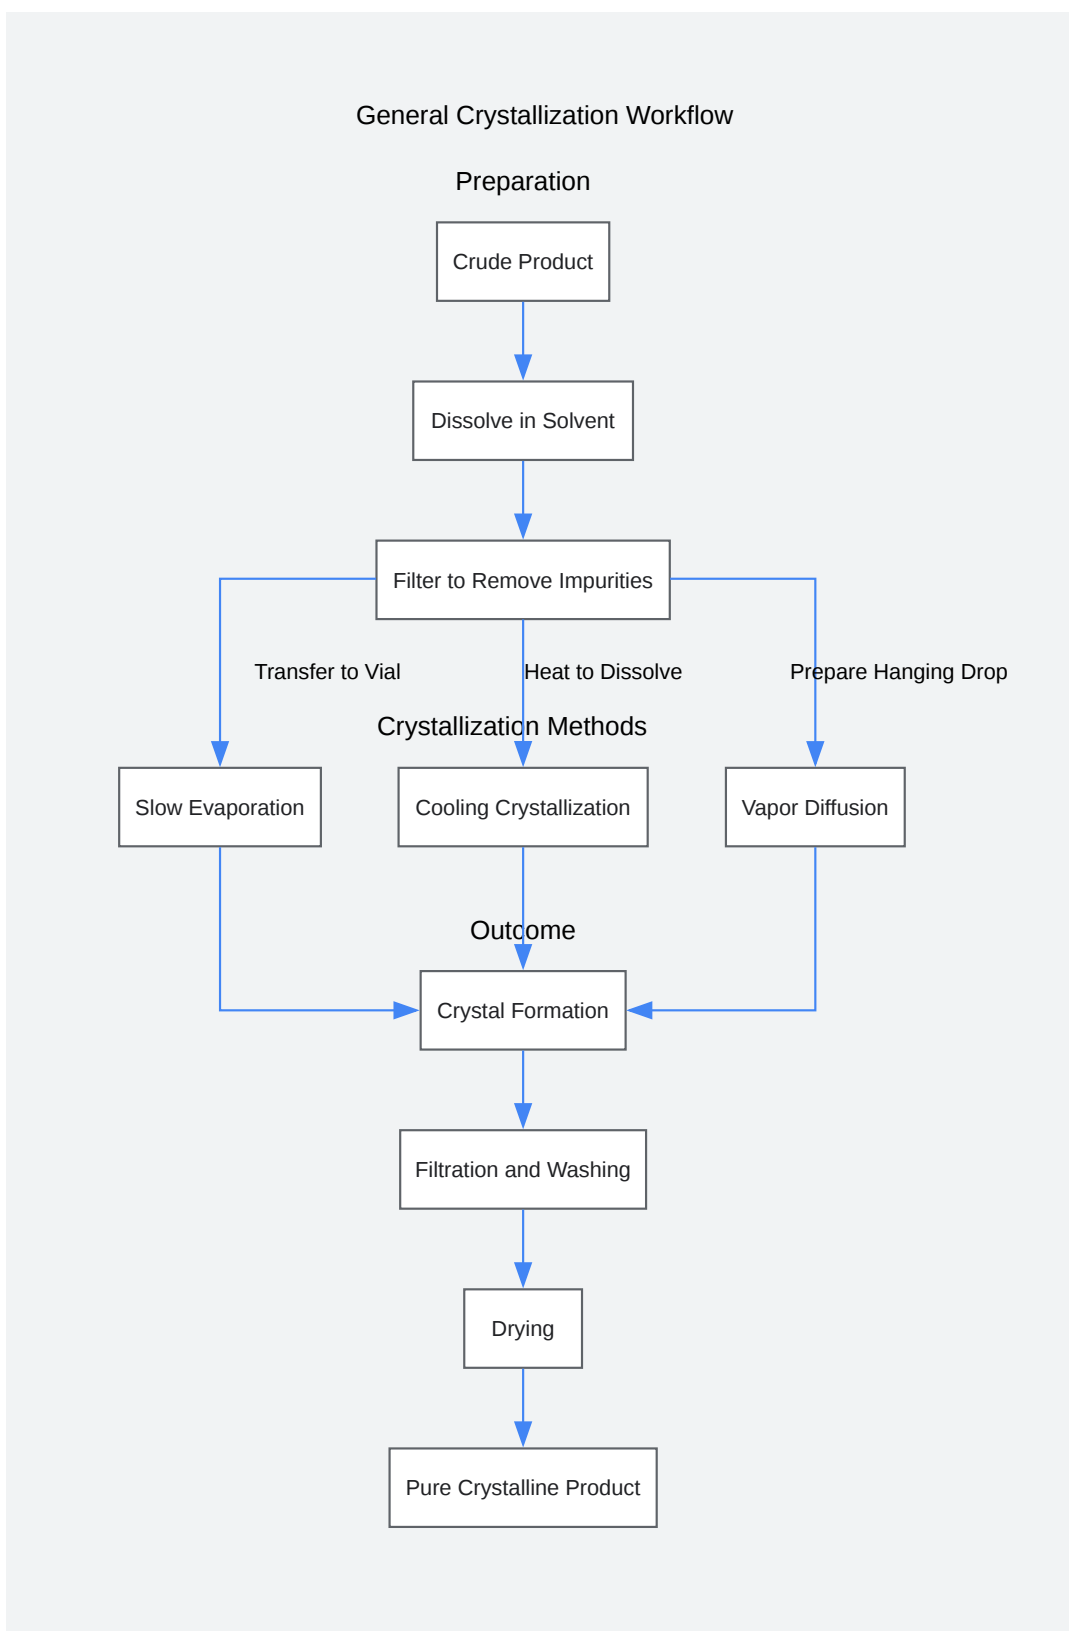 General Crystallization Workflow
Preparation
Crude Product
Dissolve in Solvent
Filter to Remove Impurities
Transfer to Vial
Heat to Dissolve
Prepare Hanging Drop
Crystallization Methods
Slow Evaporation
Cooling Crystallization
Vapor Diffusion
Outcome
Crystal Formation
Filtration and Washing
Drying
Pure Crystalline Product